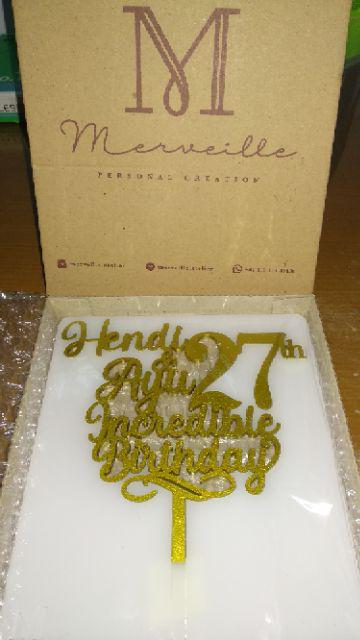 M
Merveille
PERSONAL CREATION
Hendi
&
Ayu 27th
Incredible
Birthday